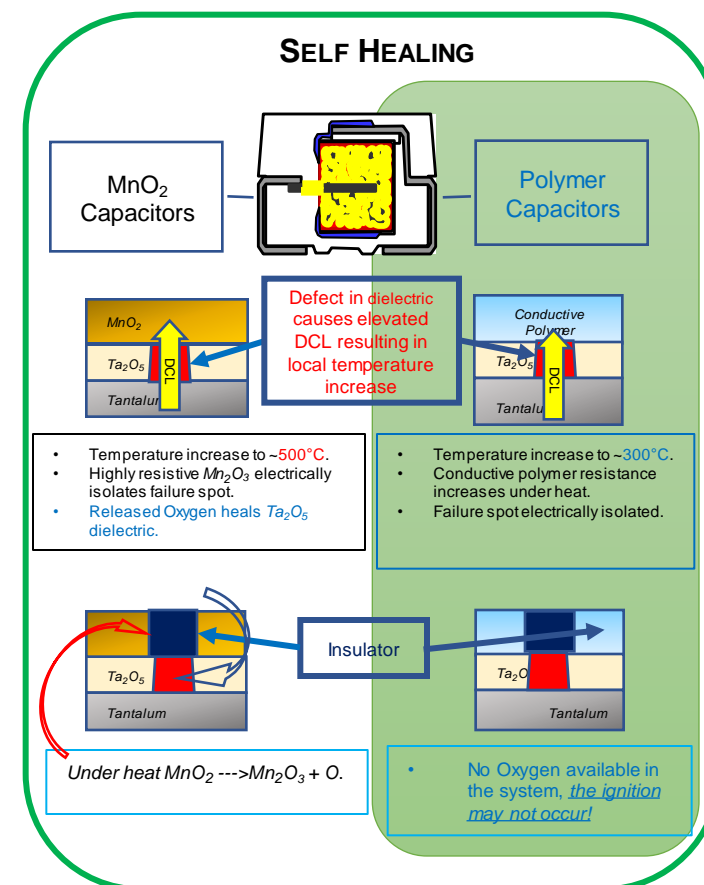 SELF HEALING
MnO₂
Capacitors
Polymer
Capacitors
MnO₂
Ta₂O₅
DCL
Tantalum
Defect in dielectric
causes elevated
DCL resulting in
local temperature
increase
Conductive
Polymer
Ta₂O₅
DCL
Tantalum
• Temperature increase to ~500°C.
• Highly resistive Mn₂O₃ electrically
isolates failure spot.
• Released Oxygen heals Ta₂O₅
dielectric.
• Temperature increase to ~300°C.
• Conductive polymer resistance
increases under heat.
• Failure spot electrically isolated.
Ta₂O₅
Tantalum
Insulator
Ta₂O
Tantalum
Under heat MnO₂ --->Mn₂O₃ + O.
• No Oxygen available in
the system, the ignition
may not occur!